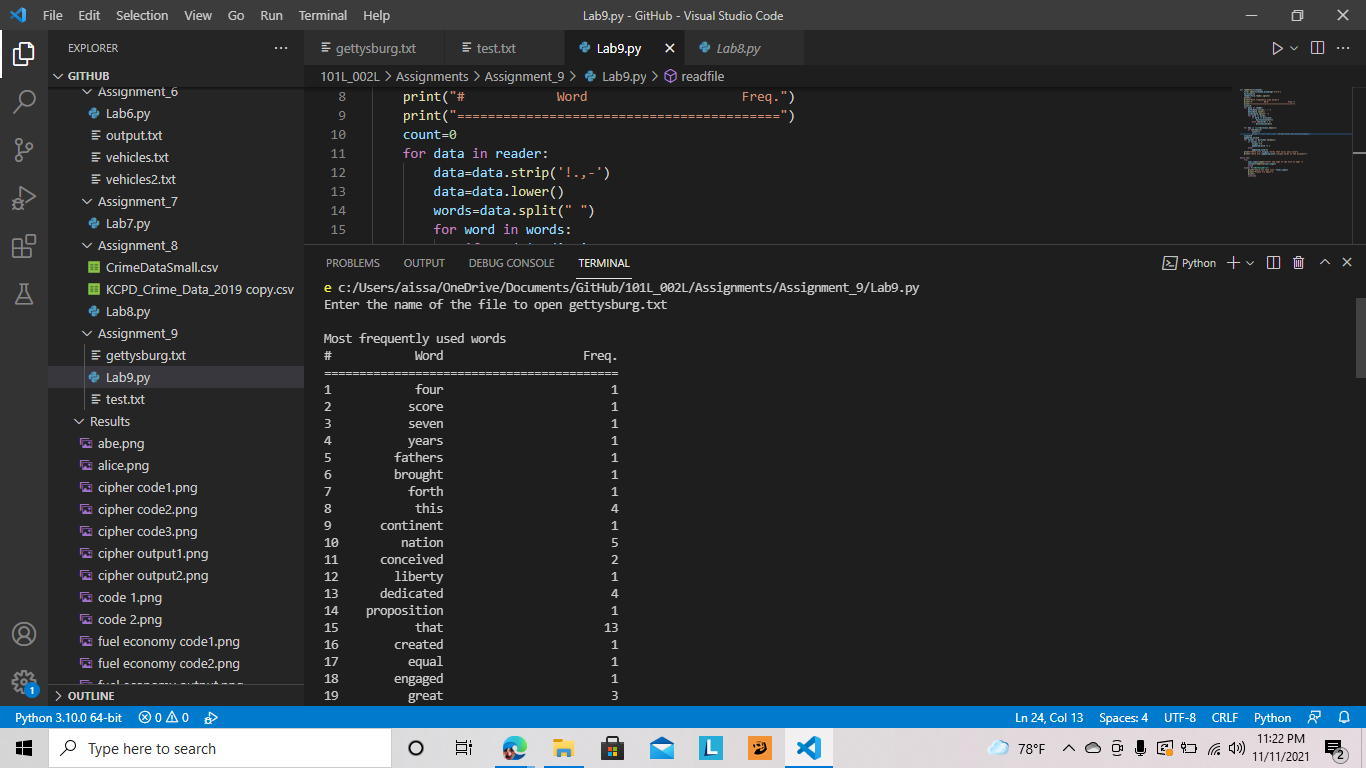 File Edit Selection View Go Run Terminal Help Lab9.py - GitHub - Visual Studio Code
EXPLORER
GITHUB
Assignment_6
Lab6.py
output.txt
vehicles.txt
vehicles2.txt
Assignment_7
Lab7.py
Assignment_8
CrimeDataSmall.csv
KCPD_Crime_Data_2019 copy.csv
Lab8.py
Assignment_9
gettysburg.txt
Lab9.py
test.txt
Results
abe.png
alice.png
cipher code1.png
cipher code2.png
cipher code3.png
cipher output1.png
cipher output2.png
code 1.png
code 2.png
fuel economy code1.png
fuel economy code2.png
fuel economy output.png
OUTLINE
gettysburg.txt test.txt Lab9.py Lab8.py
101L_002L > Assignments > Assignment_9 > Lab9.py > readfile
8 print("#            Word                    Freq.")
9 print("==========================================")
10 count=0
11 for data in reader:
12 data=data.strip('!.,-')
13 data=data.lower()
14 words=data.split(" ")
15 for word in words:
PROBLEMS OUTPUT DEBUG CONSOLE TERMINAL Python
e c:/Users/aissa/OneDrive/Documents/GitHub/101L_002L/Assignments/Assignment_9/Lab9.py
Enter the name of the file to open gettysburg.txt
Most frequently used words
# Word Freq.
==========================================
1 four 1
2 score 1
3 seven 1
4 years 1
5 fathers 1
6 brought 1
7 forth 1
8 this 4
9 continent 1
10 nation 5
11 conceived 2
12 liberty 1
13 dedicated 4
14 proposition 1
15 that 13
16 created 1
17 equal 1
18 engaged 1
19 great 3
1
Python 3.10.0 64-bit 0 0 Ln 24, Col 13 Spaces: 4 UTF-8 CRLF Python
Type here to search L 78°F 11:22 PM
11/11/2021 2